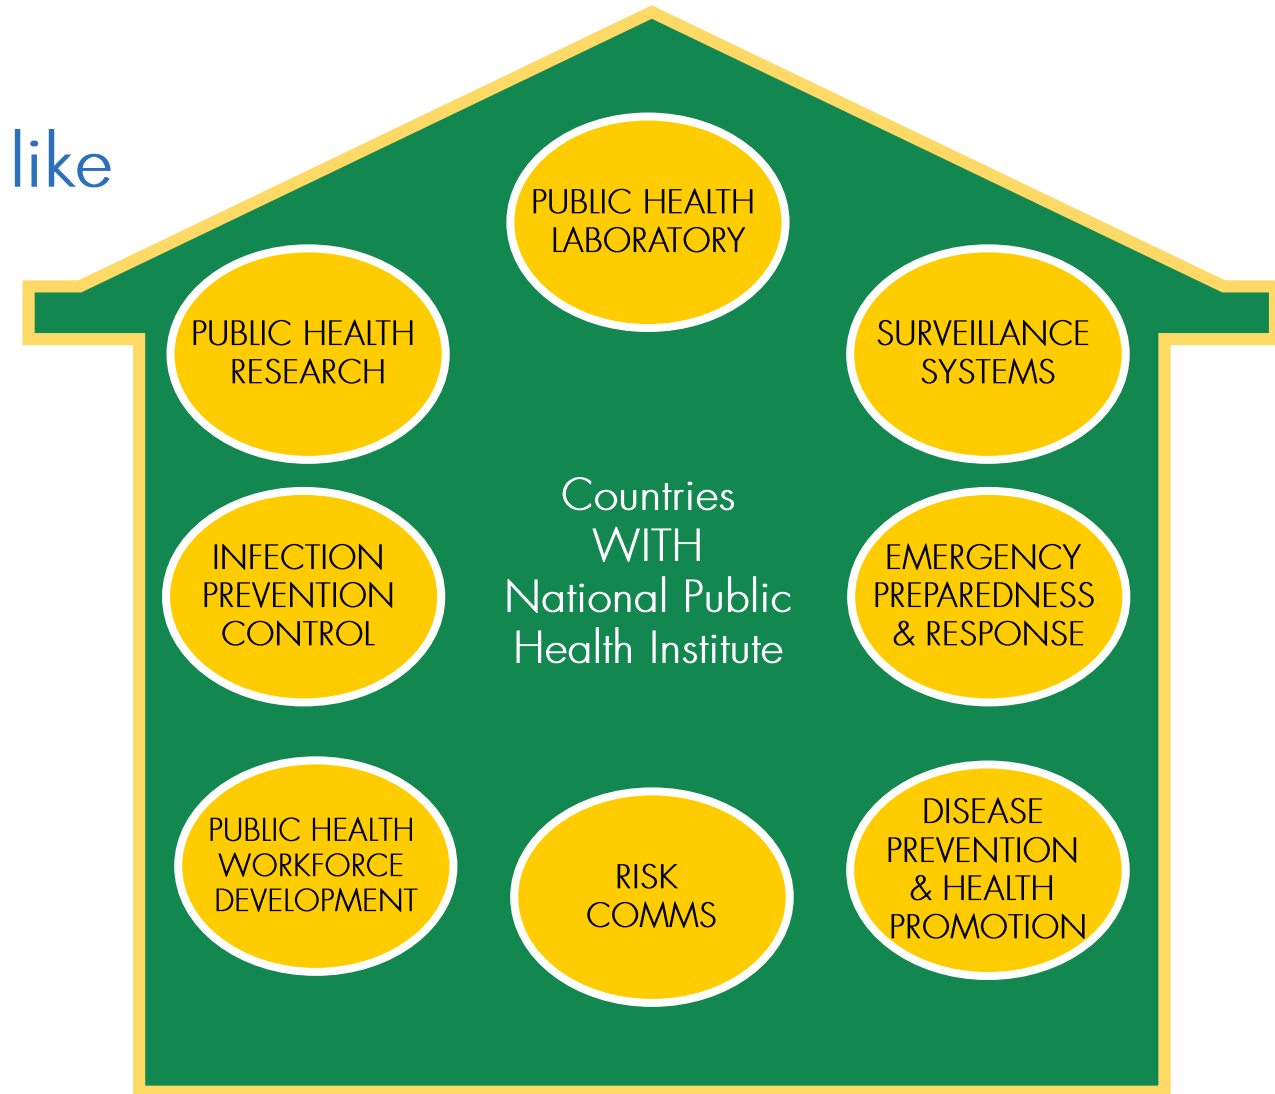 like
PUBLIC HEALTH
LABORATORY
PUBLIC HEALTH
RESEARCH
SURVEILLANCE
SYSTEMS
Countries
WITH
National Public
Health Institute
INFECTION
PREVENTION
CONTROL
EMERGENCY
PREPAREDNESS
& RESPONSE
PUBLIC HEALTH
WORKFORCE
DEVELOPMENT
RISK
COMMS
DISEASE
PREVENTION
& HEALTH
PROMOTION